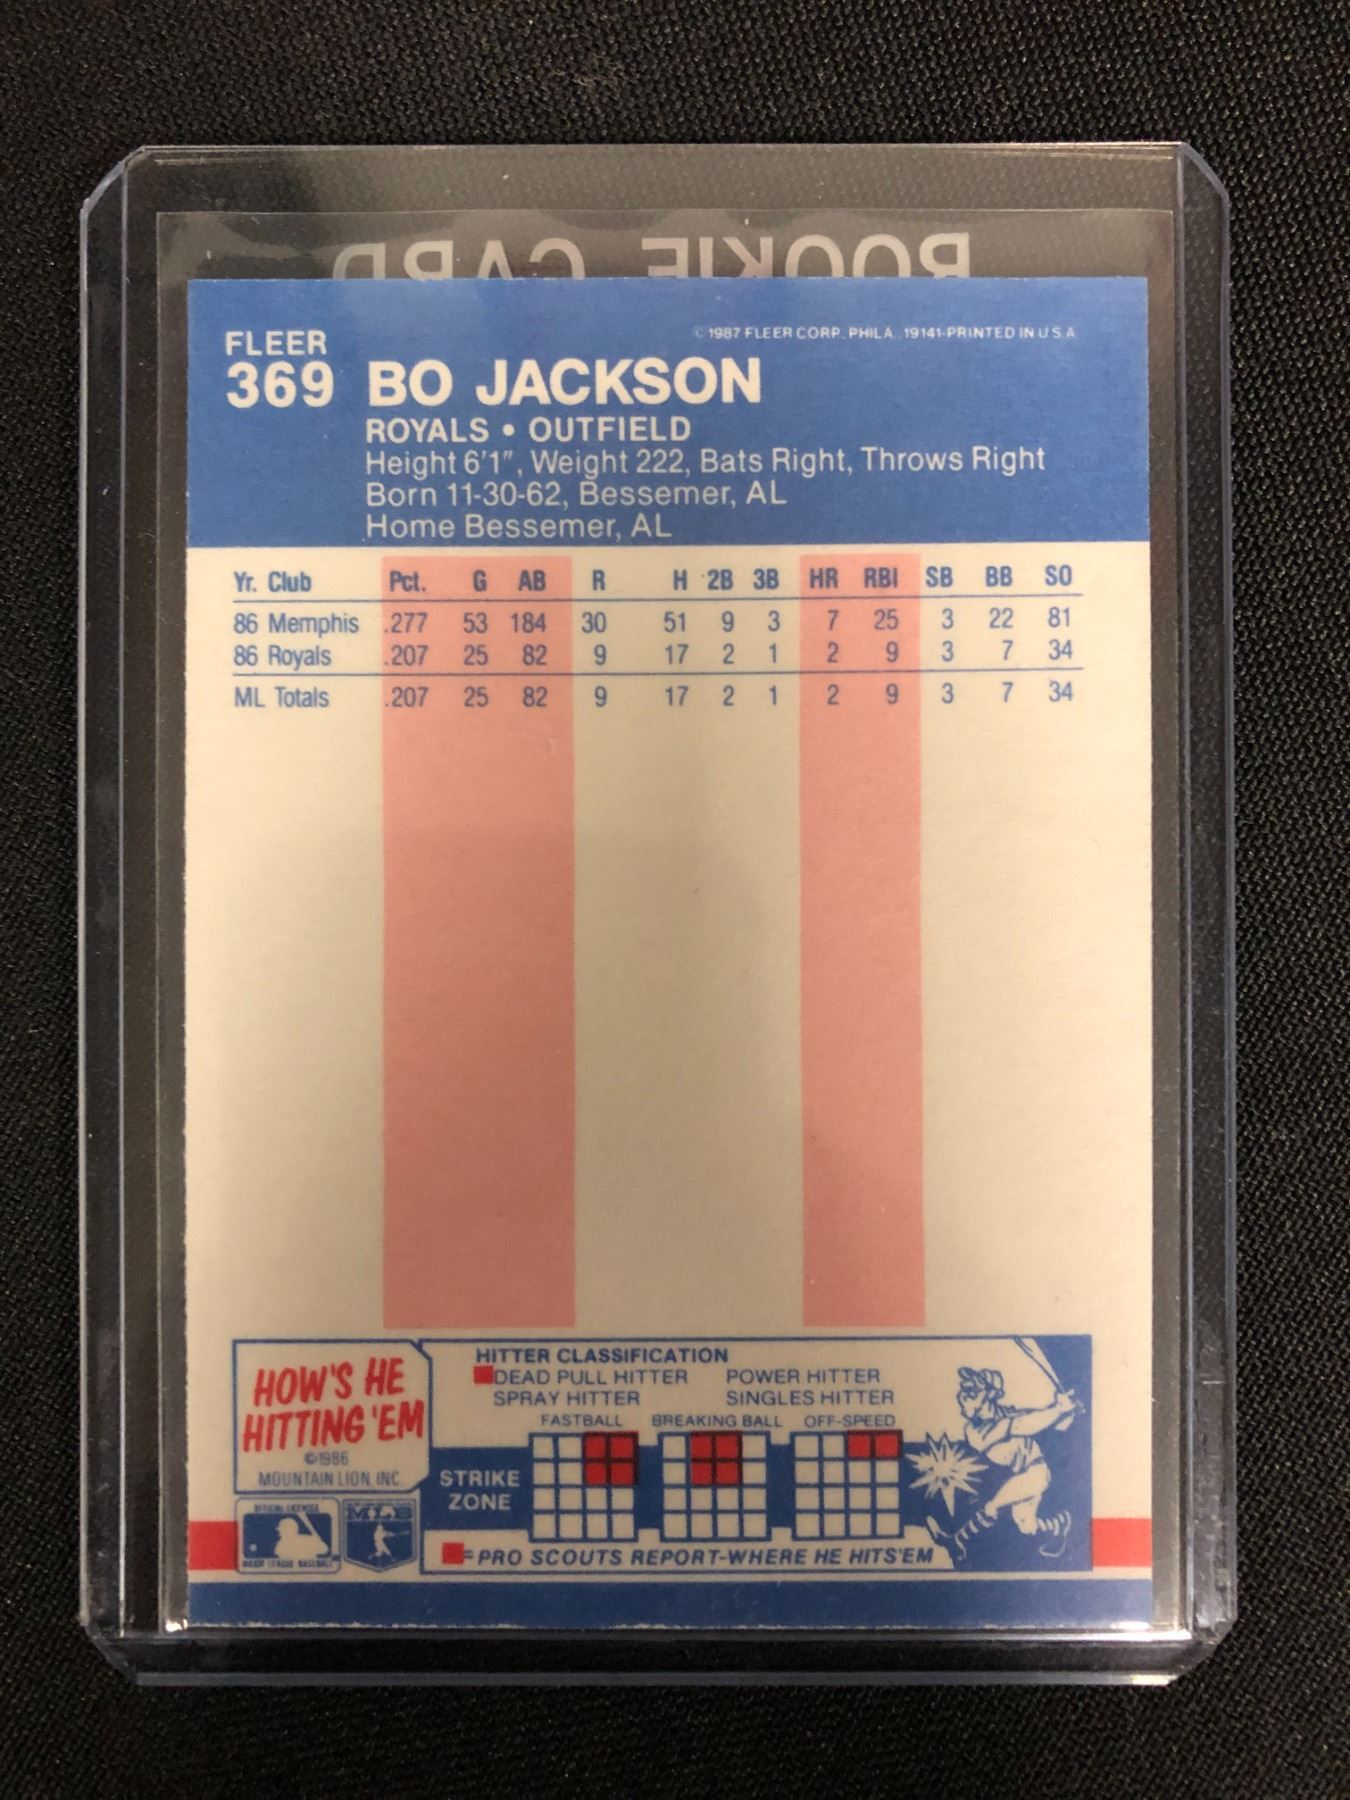 ROOKIE CARD
FLEER
© 1987 FLEER CORP. PHILA., 19141-PRINTED IN U S A
369 BO JACKSON
ROYALS • OUTFIELD
Height 6'1", Weight 222, Bats Right, Throws Right
Born 11-30-62, Bessemer, AL
Home Bessemer, AL
Yr. Club Pct. G AB R H 2B 3B HR RBI SB BB SO
86 Memphis .277 53 184 30 51 9 3 7 25 3 22 81
86 Royals .207 25 82 9 17 2 1 2 9 3 7 34
ML Totals .207 25 82 9 17 2 1 2 9 3 7 34
HOW'S HE
HITTING 'EM
©1986
MOUNTAIN LION, INC.
HITTER CLASSIFICATION
DEAD PULL HITTER POWER HITTER
SPRAY HITTER SINGLES HITTER
FASTBALL BREAKING BALL OFF-SPEED
STRIKE
ZONE
= PRO SCOUTS REPORT-WHERE HE HITS'EM
OFFICIAL LICENSEE
MAJOR LEAGUE BASEBALL